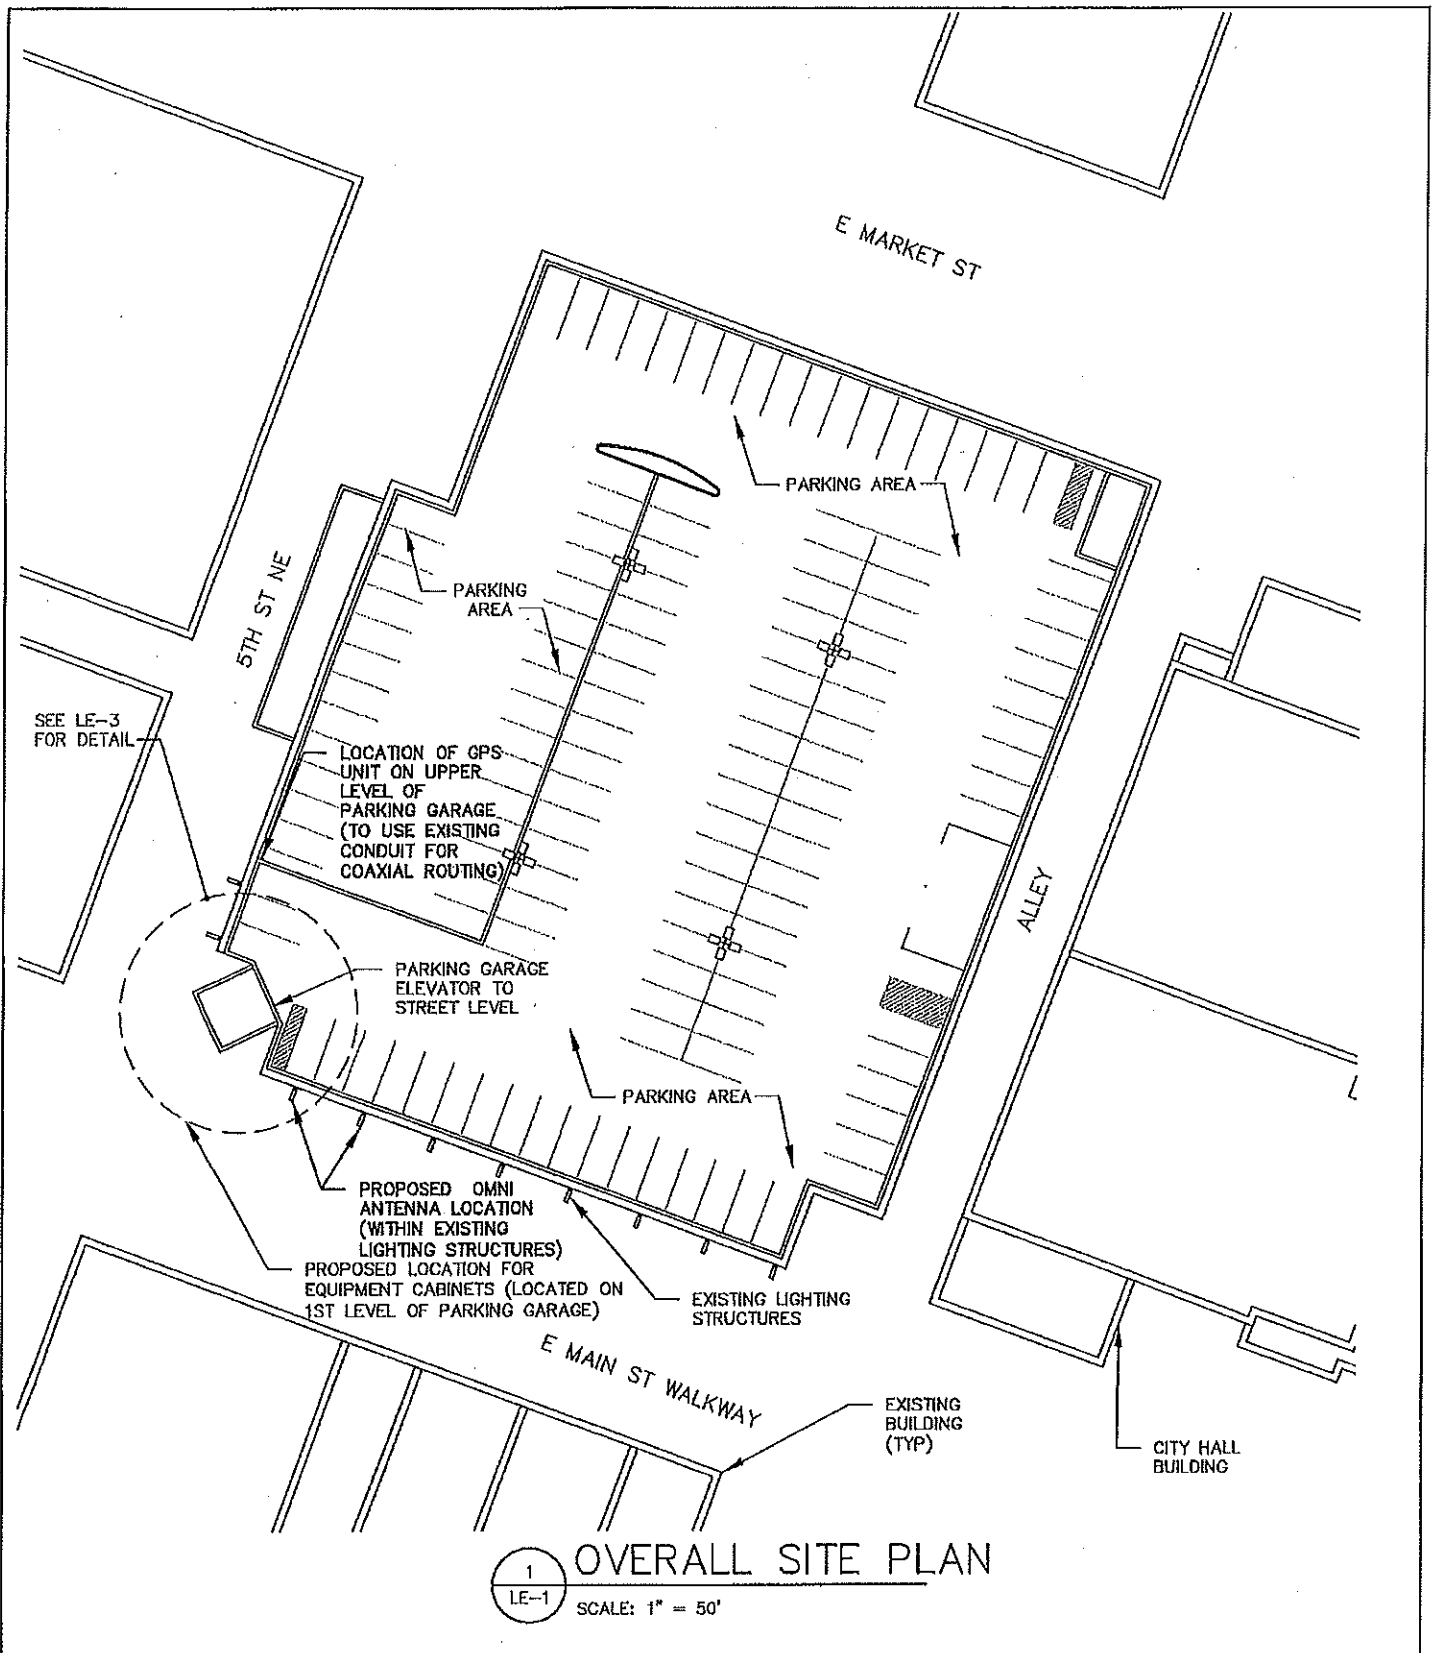 E MARKET ST
PARKING AREA
PARKING
AREA
5TH ST NE
SEE LE-3
FOR DETAIL
LOCATION OF GPS
UNIT ON UPPER
LEVEL OF
PARKING GARAGE
(TO USE EXISTING
CONDUIT FOR
COAXIAL ROUTING)
ALLEY
PARKING GARAGE
ELEVATOR TO
STREET LEVEL
PARKING AREA
PROPOSED OMNI
ANTENNA LOCATION
(WITHIN EXISTING
LIGHTING STRUCTURES)
PROPOSED LOCATION FOR
EQUIPMENT CABINETS (LOCATED ON
1ST LEVEL OF PARKING GARAGE)
EXISTING LIGHTING
STRUCTURES
E MAIN ST WALKWAY
EXISTING
BUILDING
(TYP)
CITY HALL
BUILDING
1
LE-1
OVERALL SITE PLAN
SCALE: 1" = 50'